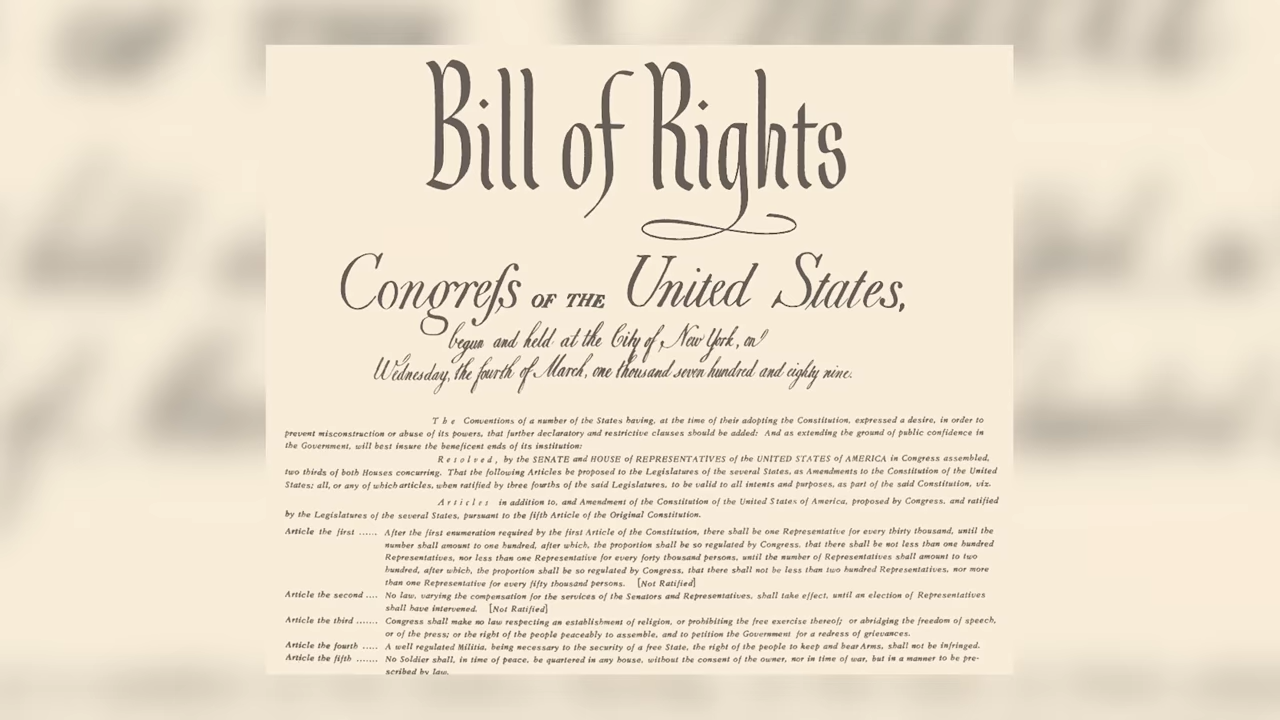 Bill of Rights
Congreſs OF THE United States,
begun and held at the City of New York, on
Wednesday, the fourth of March, one thousand seven hundred and eighty nine.
The Conventions of a number of the States having, at the time of their adopting the Constitution, expressed a desire, in order to
prevent misconstruction or abuse of its powers, that further declaratory and restrictive clauses should be added: And as extending the ground of public confidence in
the Government, will best insure the beneficent ends of its institution:
Resolved, by the SENATE and HOUSE of REPRESENTATIVES of the UNITED STATES of AMERICA in Congress assembled,
two thirds of both Houses concurring. That the following Articles be proposed to the Legislatures of the several States, as Amendments to the Constitution of the United
States; all, or any of which articles, when ratified by three fourths of the said Legislatures, to be valid to all intents and purposes, as part of the said Constitution, viz.
Articles in addition to, and Amendment of the Constitution of the United States of America, proposed by Congress, and ratified
by the Legislatures of the several States, pursuant to the fifth Article of the Original Constitution.
Article the first ...... After the first enumeration required by the first Article of the Constitution, there shall be one Representative for every thirty thousand, until the
number shall amount to one hundred, after which, the proportion shall be so regulated by Congress, that there shall be not less than one hundred
Representatives, nor less than one Representative for every forty thousand persons, until the number of Representatives shall amount to two
hundred, after which, the proportion shall be so regulated by Congress, that there shall not be less than two hundred Representatives, nor more
than one Representative for every fifty thousand persons. [Not Ratified]
Article the second .... No law, varying the compensation for the services of the Senators and Representatives, shall take effect, until an election of Representatives
shall have intervened. [Not Ratified]
Article the third ....... Congress shall make no law respecting an establishment of religion, or prohibiting the free exercise thereof; or abridging the freedom of speech,
or of the press; or the right of the people peaceably to assemble, and to petition the Government for a redress of grievances.
Article the fourth ..... A well regulated Militia, being necessary to the security of a free State, the right of the people to keep and bear Arms, shall not be infringed.
Article the fifth ....... No Soldier shall, in time of peace, be quartered in any house, without the consent of the owner, nor in time of war, but in a manner to be pre-
scribed by law.